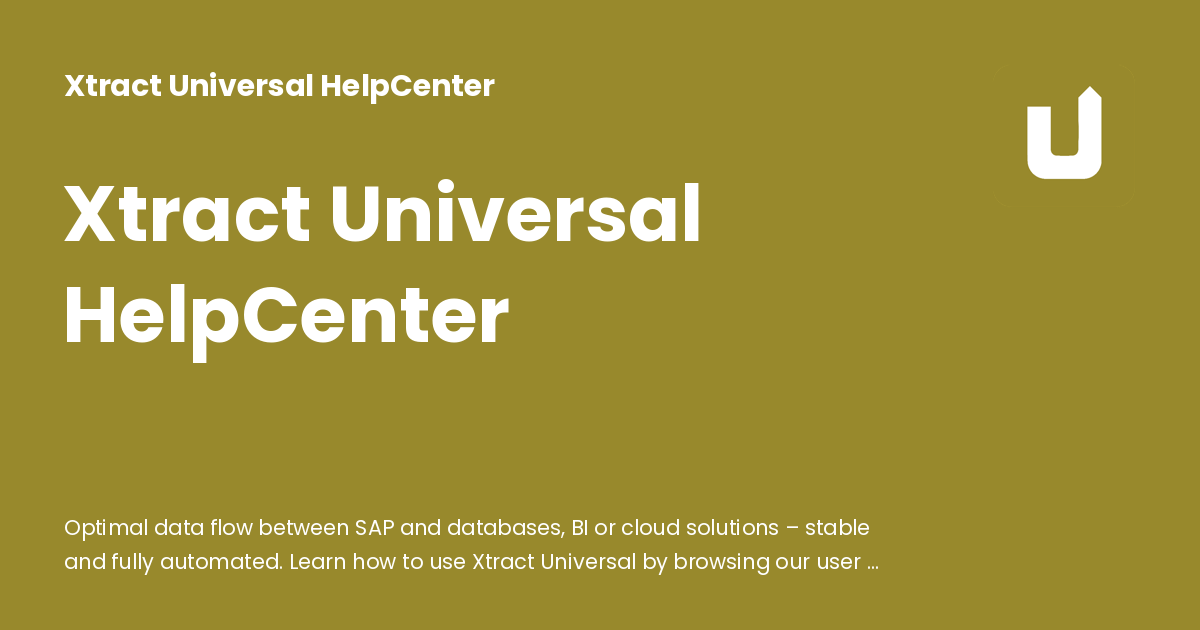 Xtract Universal HelpCenter
Xtract Universal
HelpCenter
Optimal data flow between SAP and databases, BI or cloud solutions – stable
and fully automated. Learn how to use Xtract Universal by browsing our user ...